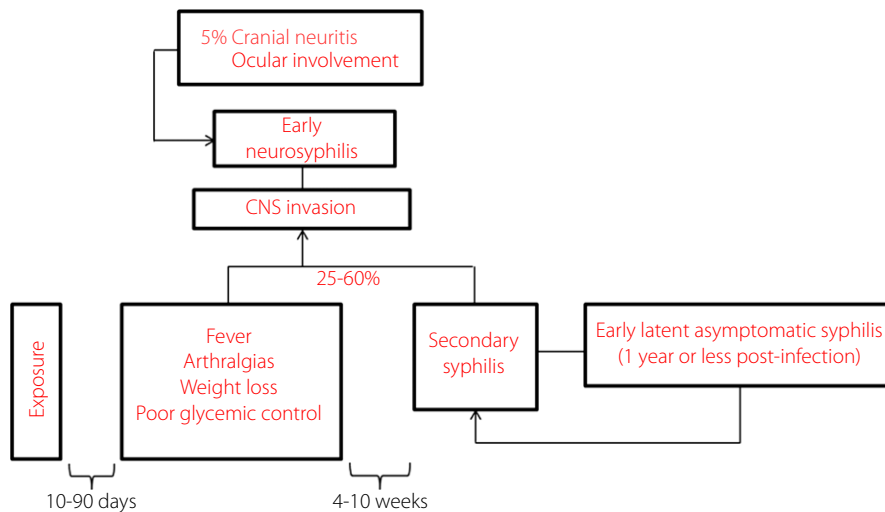 5% Cranial neuritis
Ocular involvement
Early
neurosyphilis
CNS invasion
25-60%
Exposure
Fever
Arthralgias
Weight loss
Poor glycemic control
Secondary
syphilis
Early latent asymptomatic syphilis
(1 year or less post-infection)
10-90 days
4-10 weeks